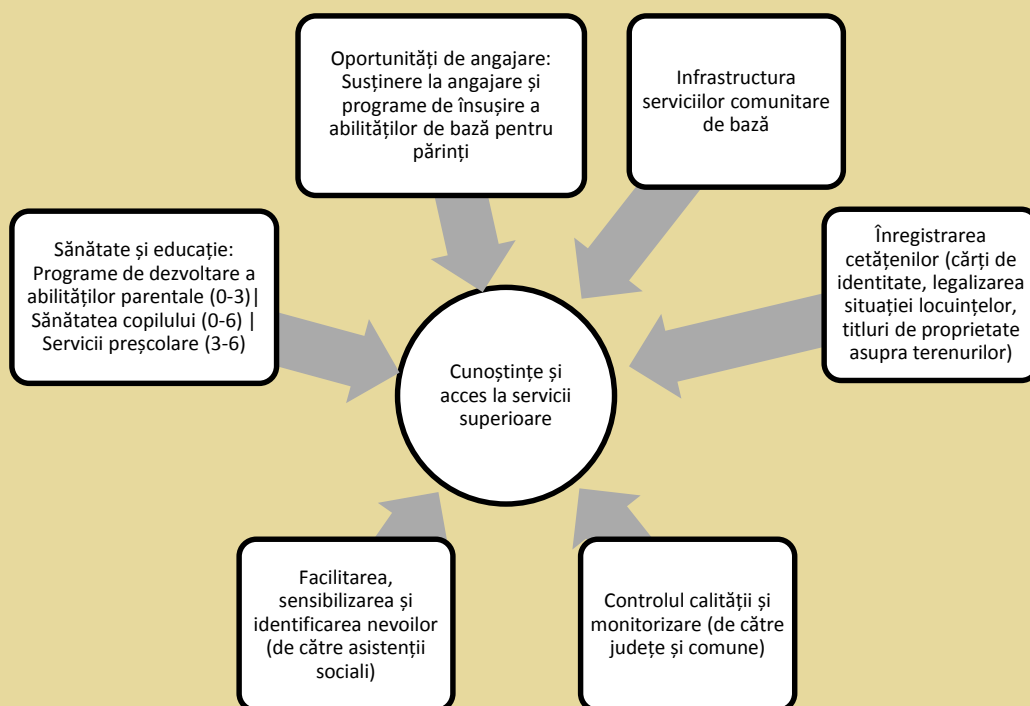 Oportunități de angajare:
Susținere la angajare și
programe de însușire a
abilităților de bază pentru
părinți
Infrastructura
serviciilor comunitare
de bază
Sănătate și educație:
Programe de dezvoltare a
abilităților parentale (0-3)|
Sănătatea copilului (0-6) |
Servicii preșcolare (3-6)
Înregistrarea
cetățenilor (cărți de
identitate, legalizarea
situației locuințelor,
titluri de proprietate
asupra terenurilor)
Cunoștințe și
acces la servicii
superioare
Facilitarea,
sensibilizarea și
identificarea nevoilor
(de către asistenții
sociali)
Controlul calității și
monitorizare (de către
județe și comune)